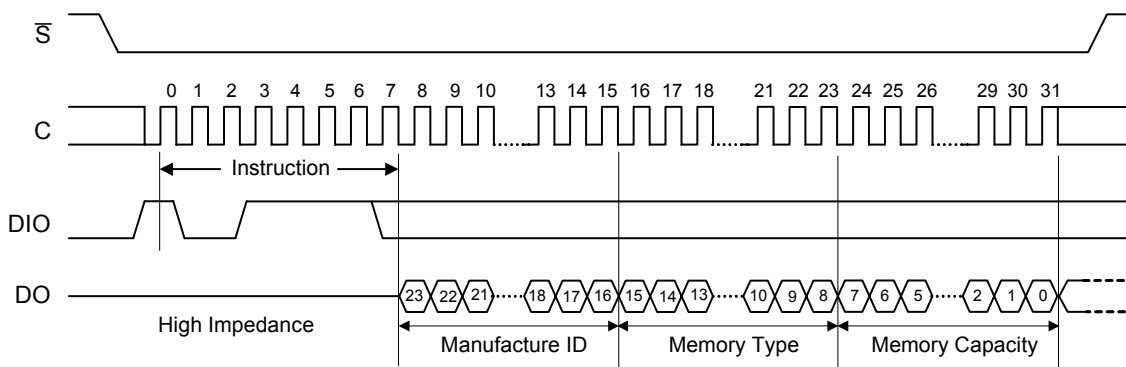 S
0 1 2 3 4 5 6 7 8 9 10 13 14 15 16 17 18 21 22 23 24 25 26 29 30 31
C
Instruction
DIO
DO
23 22 21 18 17 16 15 14 13 10 9 8 7 6 5 2 1 0
High Impedance
Manufacture ID
Memory Type
Memory Capacity